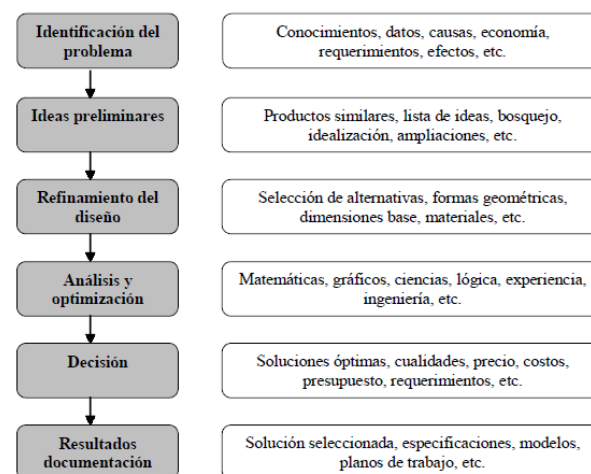 Identificación del
problema
Conocimientos, datos, causas, economía,
requerimientos, efectos, etc.
Ideas preliminares
Productos similares, lista de ideas, bosquejo,
idealización, ampliaciones, etc.
Refinamiento del
diseño
Selección de alternativas, formas geométricas,
dimensiones base, materiales, etc.
Análisis y
optimización
Matemáticas, gráficos, ciencias, lógica, experiencia,
ingeniería, etc.
Decisión
Soluciones óptimas, cualidades, precio, costos,
presupuesto, requerimientos, etc.
Resultados
documentación
Solución seleccionada, especificaciones, modelos,
planos de trabajo, etc.